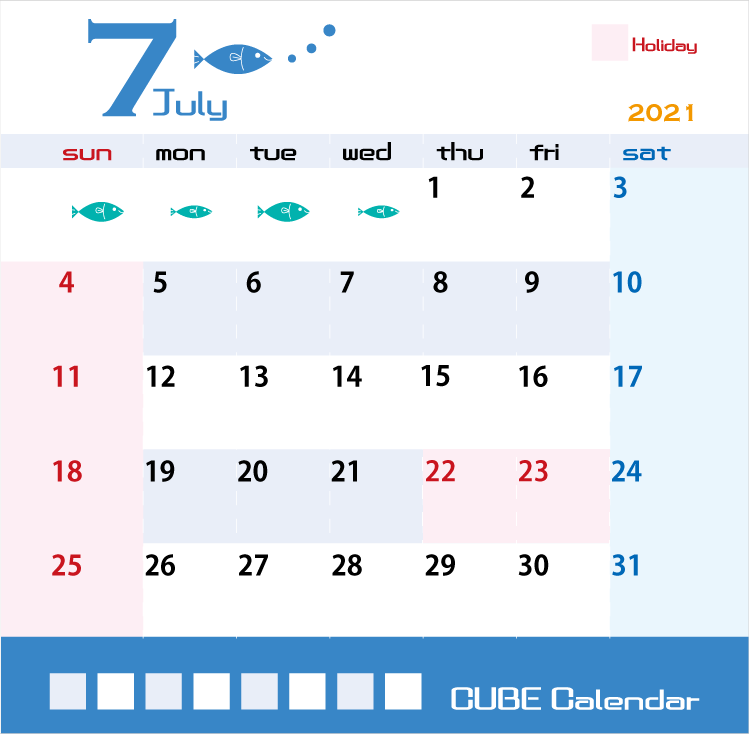 7 July
Holiday
2021
sun mon tue wed thu fri sat
1 2 3
4 5 6 7 8 9 10
11 12 13 14 15 16 17
18 19 20 21 22 23 24
25 26 27 28 29 30 31
CUBE Calendar